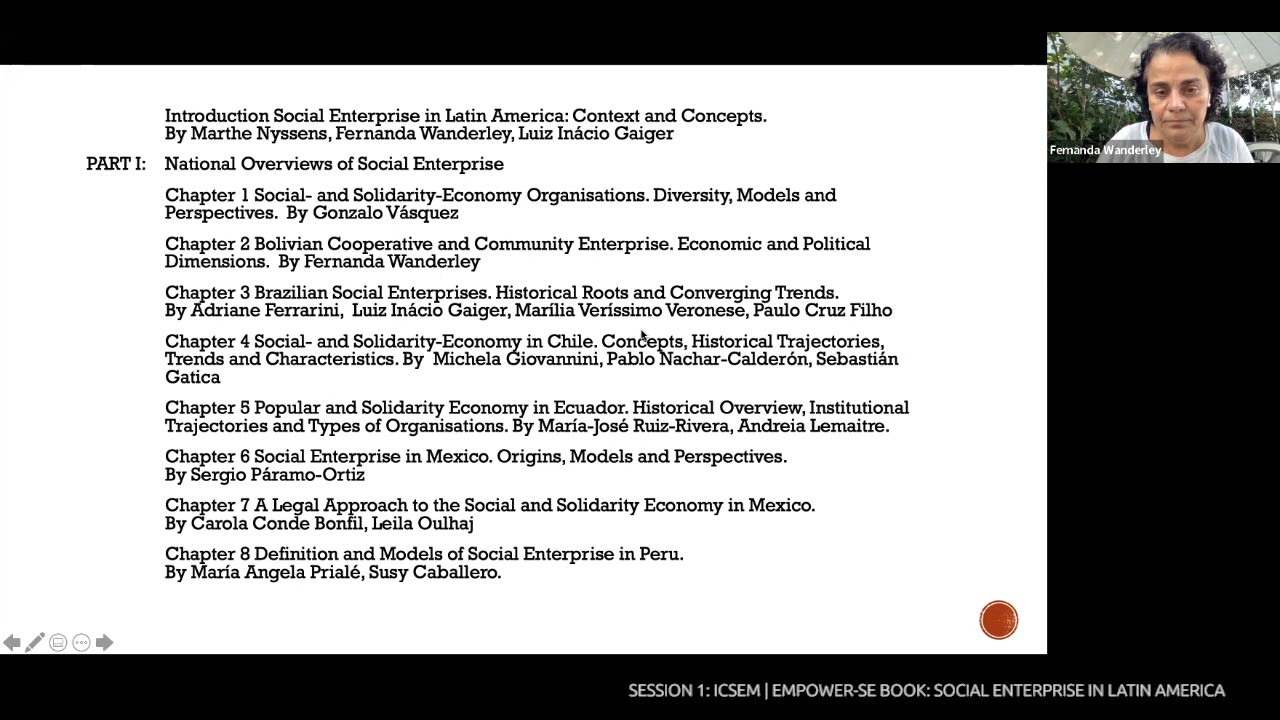 Introduction Social Enterprise in Latin America: Context and Concepts.
By Marthe Nyssens, Fernanda Wanderley, Luiz Inácio Gaiger
PART I: National Overviews of Social Enterprise
Chapter 1 Social- and Solidarity-Economy Organisations. Diversity, Models and
Perspectives. By Gonzalo Vásquez
Chapter 2 Bolivian Cooperative and Community Enterprise. Economic and Political
Dimensions. By Fernanda Wanderley
Chapter 3 Brazilian Social Enterprises. Historical Roots and Converging Trends.
By Adriane Ferrarini, Luiz Inácio Gaiger, Marília Veríssimo Veronese, Paulo Cruz Filho
Chapter 4 Social- and Solidarity-Economy in Chile. Concepts, Historical Trajectories,
Trends and Characteristics. By Michela Giovannini, Pablo Nachar-Calderón, Sebastián
Gatica
Chapter 5 Popular and Solidarity Economy in Ecuador. Historical Overview, Institutional
Trajectories and Types of Organisations. By María-José Ruiz-Rivera, Andreia Lemaitre.
Chapter 6 Social Enterprise in Mexico. Origins, Models and Perspectives.
By Sergio Páramo-Ortiz
Chapter 7 A Legal Approach to the Social and Solidarity Economy in Mexico.
By Carola Conde Bonfil, Leila Oulhaj
Chapter 8 Definition and Models of Social Enterprise in Peru.
By María Angela Prialé, Susy Caballero.
Fernanda Wanderley
SESSION 1: ICSEM | EMPOWER-SE BOOK: SOCIAL ENTERPRISE IN LATIN AMERICA